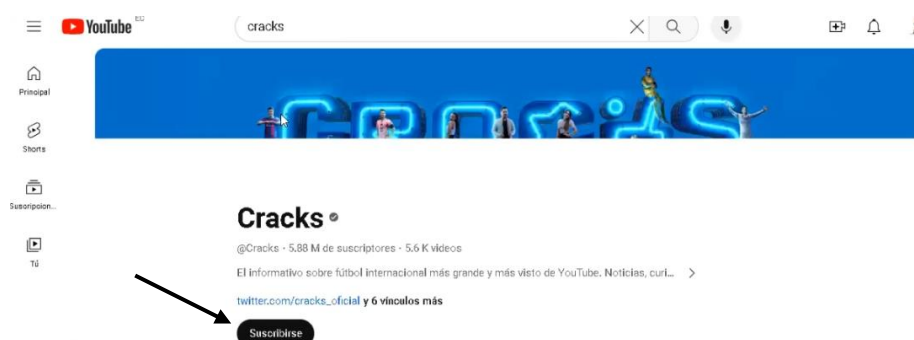 YouTube EC
cracks
CRACKS
Principal
Shorts
Suscripcion...
Tú
Cracks
@Cracks · 5.88 M de suscriptores · 5.6 K videos
El informativo sobre fútbol internacional más grande y más visto de YouTube. Noticias, curi...
twitter.com/cracks_oficial y 6 vínculos más
Suscribirse